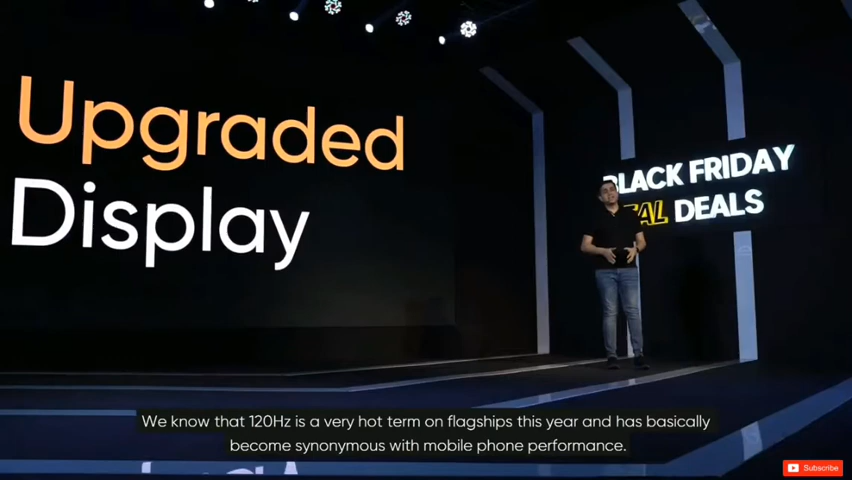 Upgraded
Display
BLACK FRIDAY
DEALS
We know that 120Hz is a very hot term on flagships this year and has basically
become synonymous with mobile phone performance.
Subscribe